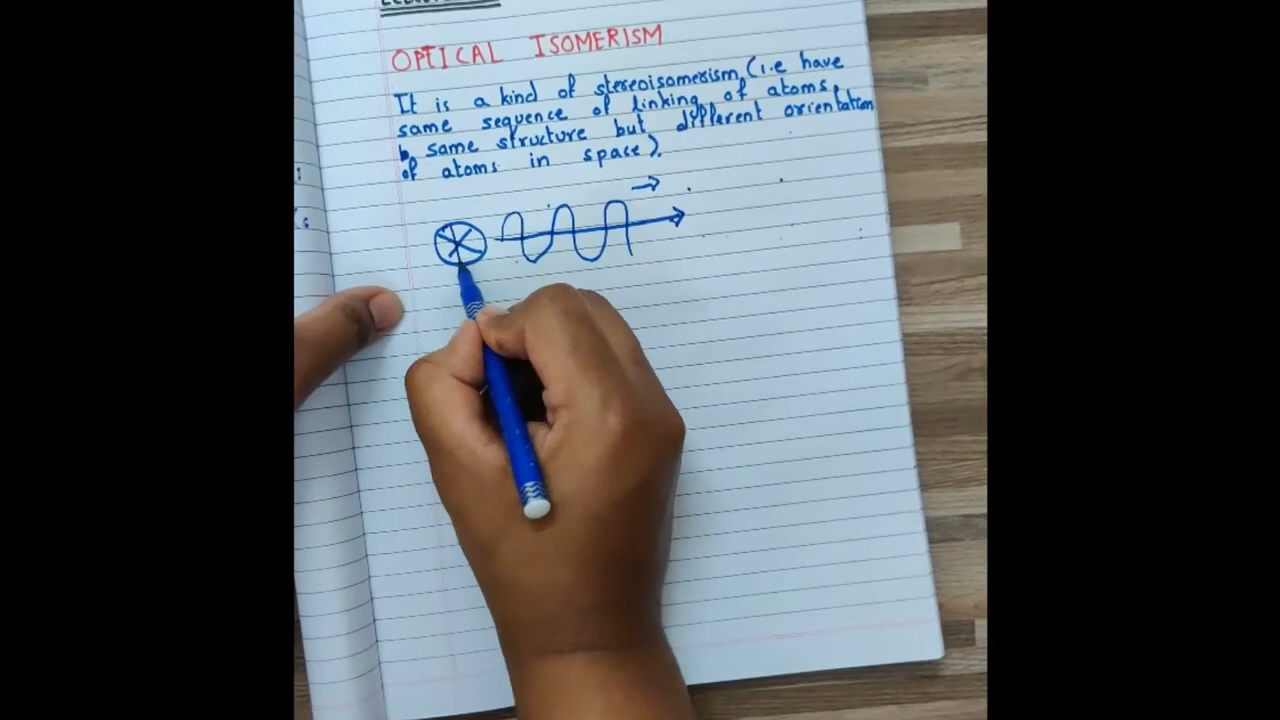 OPTICAL ISOMERISM
It is a kind of stereoisomerism (i.e have
same sequence of linking of atoms,
same structure but different orientation
of atoms in space).